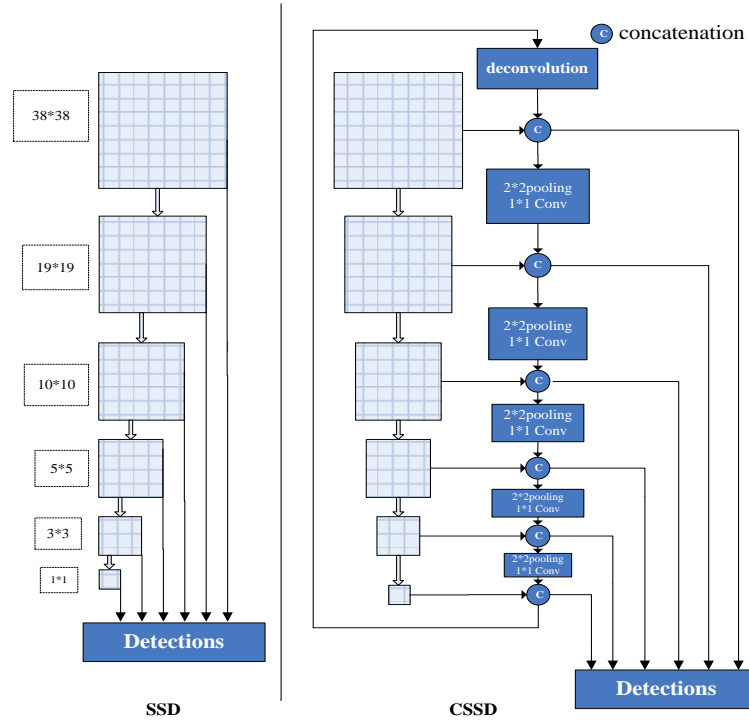 C concatenation
deconvolution
38*38
C
2*2pooling
1*1 Conv
19*19
C
2*2pooling
1*1 Conv
10*10
C
2*2pooling
1*1 Conv
5*5
C
2*2pooling
1*1 Conv
3*3
C
2*2pooling
1*1 Conv
1*1
C
Detections
Detections
SSD
CSSD